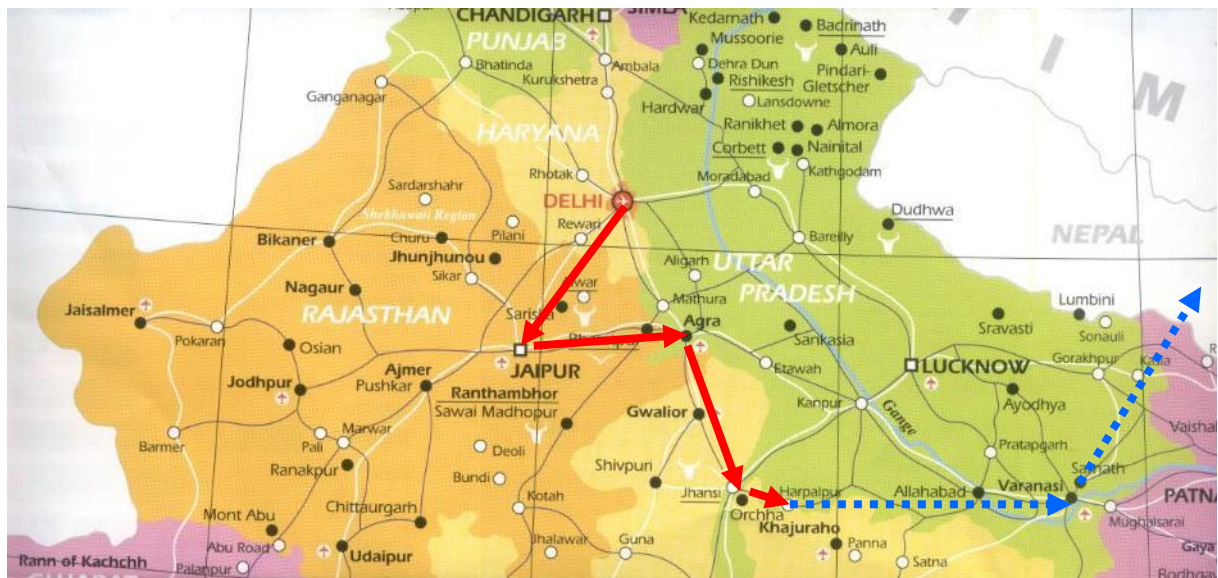 CHANDIGARH
SIMLA
Kedarnath
Badrinath
PUNJAB
Mussoorie
Auli
Bhatinda
Ambala
Dehra Dun
Pindari-
Gletscher
Kurukshetra
Rishikesh
Ganganagar
Hardwar
Lansdowne
I
M
HARYANA
Ranikhet
Almora
Corbett
Nainital
Rhotak
Moradabad
Kathgodam
Sardarshahr
DELHI
Shekhawati Region
Pilani
Rewari
Dudhwa
Bikaner
Churu
Bareilly
NEPAL
Jhunjhunou
Aligarh
UTTAR
Sikar
Nagaur
PRADESH
Mathura
Lumbini
Jaisalmer
RAJASTHAN
Agra
Sravasti
Sonauli
Pokaran
Osian
Sankasia
JAIPUR
Etawah
LUCKNOW
Gorakhpur
Jodhpur
Ajmer
Pushkar
Ranthambhor
Kanpur
Gange
Ayodhya
Sawai Madhopur
Gwalior
Barmer
Pali
Marwar
Deoli
Pratapgarh
Vaishal
Ranakpur
Bundi
Shivpuri
Jhansi
Harpalpur
Allahabad
Varanasi
Sarnath
PATNA
Chittaurgarh
Kotah
Orchha
Mughalsarai
Mont Abu
Khajuraho
Abu Road
Udaipur
Jhalawar
Guna
Panna
Satna
Gaya
Rann of Kachchh
Palanpur
Bodhgay